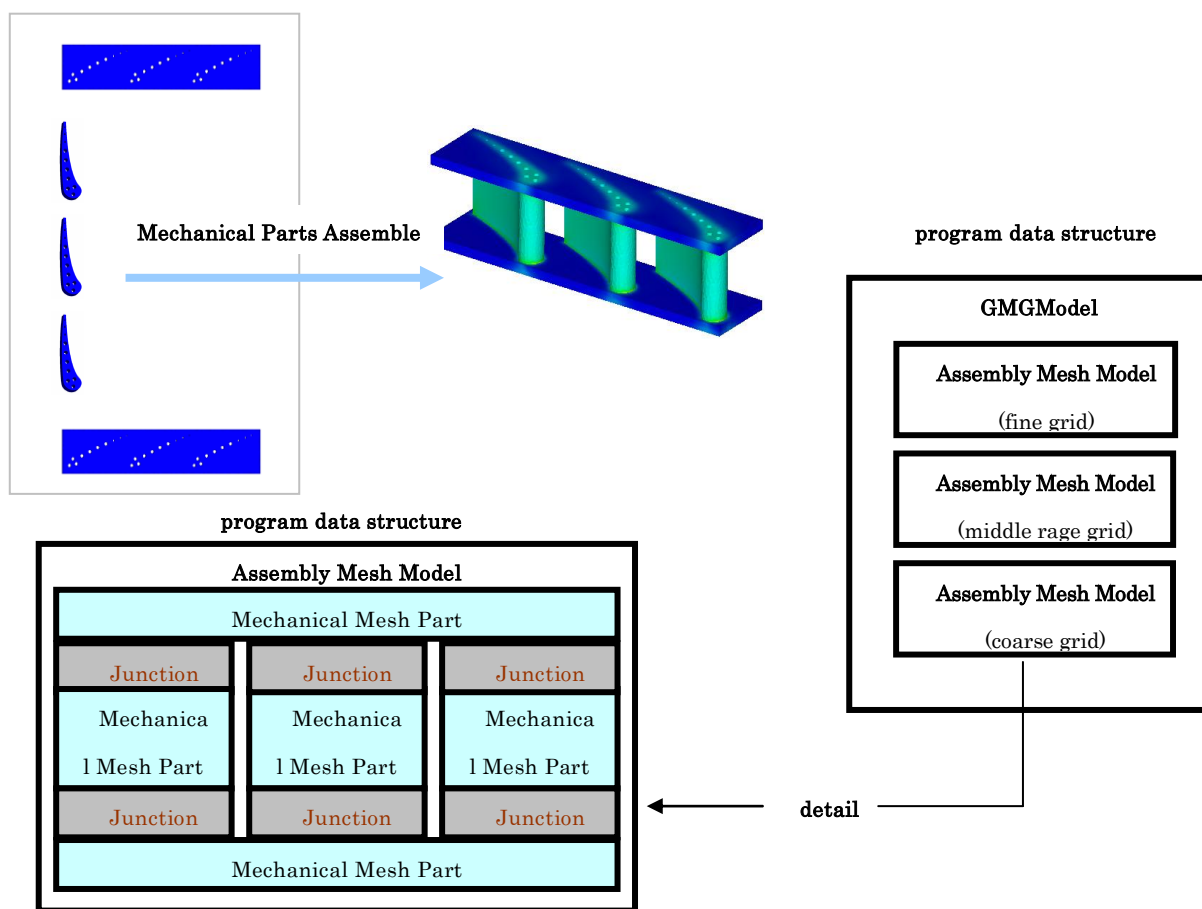 Mechanical Parts Assemble
program data structure
GMGModel
Assembly Mesh Model
(fine grid)
Assembly Mesh Model
(middle rage grid)
Assembly Mesh Model
(coarse grid)
detail
program data structure
Assembly Mesh Model
Mechanical Mesh Part
Junction
Junction
Junction
Mechanica
l Mesh Part
Mechanica
l Mesh Part
Mechanica
l Mesh Part
Junction
Junction
Junction
Mechanical Mesh Part